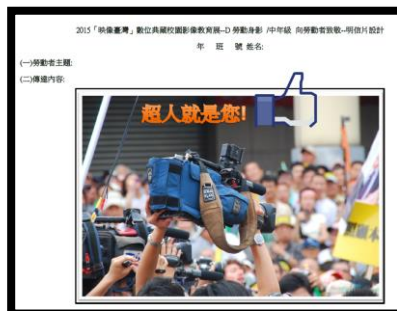 2015「映像臺灣」數位典藏校園影像教育展--D 勞動身影 /中年級 向勞動者致敬--明信片設計
年 班 號 姓名:
(一)勞動者主題:
(二)傳達內容:
超人就是您!